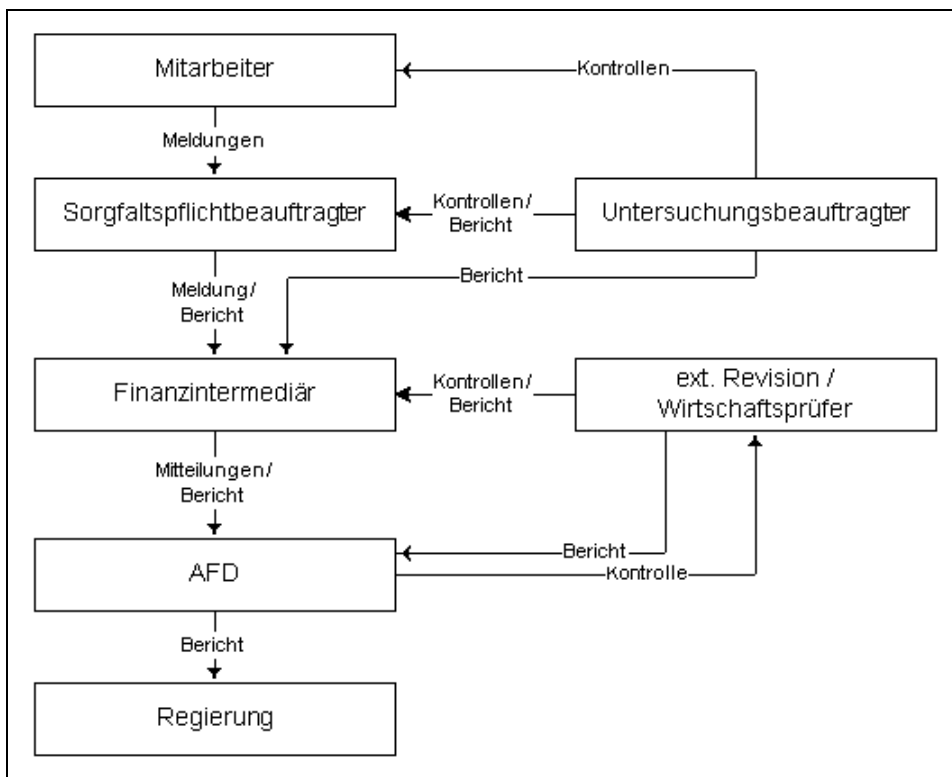 Mitarbeiter
Kontrollen
Meldungen
Sorgfaltspflichtbeauftragter
Kontrollen/
Bericht
Untersuchungsbeauftragter
Meldung/
Bericht
Bericht
Finanzintermediär
Kontrollen/
Bericht
ext. Revision /
Wirtschaftsprüfer
Mitteilungen/
Bericht
AFD
Bericht
Kontrolle
Bericht
Regierung